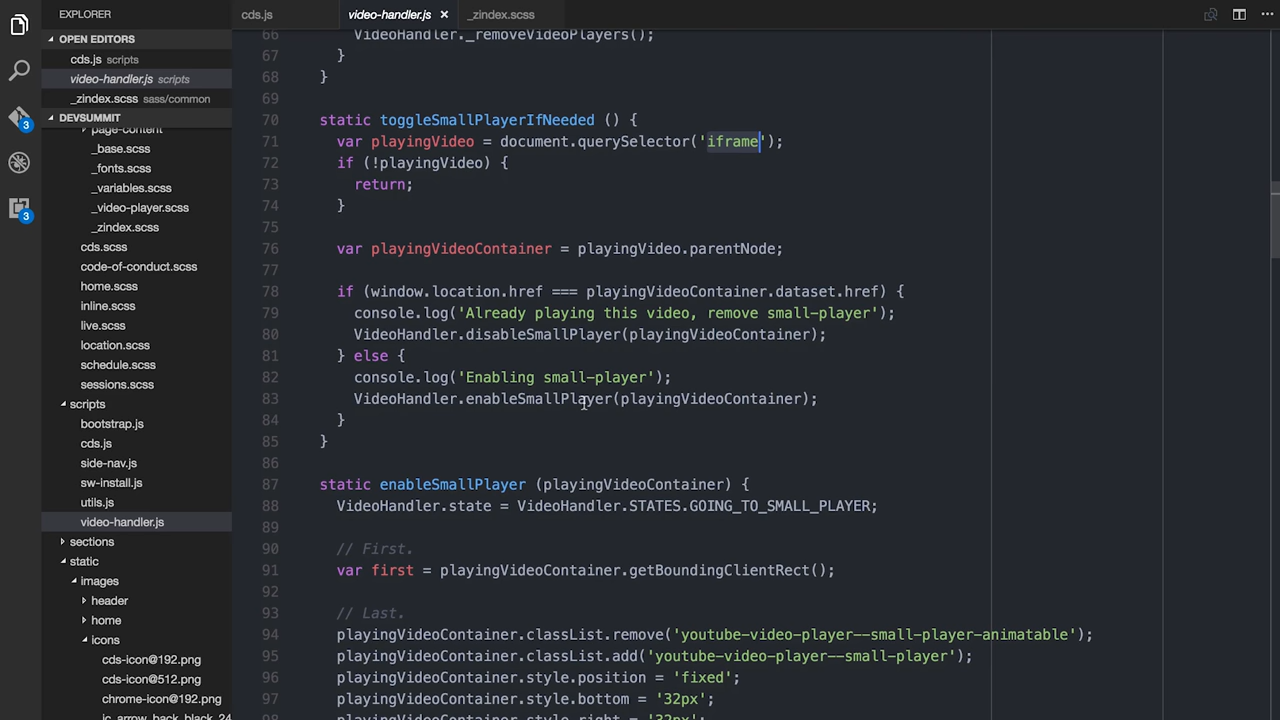 EXPLORER
cds.js
video-handler.js
_zindex.scss
OPEN EDITORS
cds.js scripts
video-handler.js scripts
_zindex.scss sass/common
DEVSUMMIT
page-content
_base.scss
_fonts.scss
_variables.scss
_video-player.scss
_zindex.scss
cds.scss
code-of-conduct.scss
home.scss
inline.scss
live.scss
location.scss
schedule.scss
sessions.scss
scripts
bootstrap.js
cds.js
side-nav.js
sw-install.js
utils.js
video-handler.js
sections
static
images
header
home
icons
cds-icon@192.png
cds-icon@512.png
chrome-icon@192.png
ic_arrow_back_black_24
3
3
66 VideoHandler._removeVideoPlayers();
67 }
68 }
69
70 static toggleSmallPlayerIfNeeded () {
71 var playingVideo = document.querySelector('iframe');
72 if (!playingVideo) {
73 return;
74 }
75
76 var playingVideoContainer = playingVideo.parentNode;
77
78 if (window.location.href === playingVideoContainer.dataset.href) {
79 console.log('Already playing this video, remove small-player');
80 VideoHandler.disableSmallPlayer(playingVideoContainer);
81 } else {
82 console.log('Enabling small-player');
83 VideoHandler.enableSmallPlayer(playingVideoContainer);
84 }
85 }
86
87 static enableSmallPlayer (playingVideoContainer) {
88 VideoHandler.state = VideoHandler.STATES.GOING_TO_SMALL_PLAYER;
89
90 // First.
91 var first = playingVideoContainer.getBoundingClientRect();
92
93 // Last.
94 playingVideoContainer.classList.remove('youtube-video-player--small-player-animatable');
95 playingVideoContainer.classList.add('youtube-video-player--small-player');
96 playingVideoContainer.style.position = 'fixed';
97 playingVideoContainer.style.bottom = '32px';
98 playingVideoContainer.style.right = '32px';